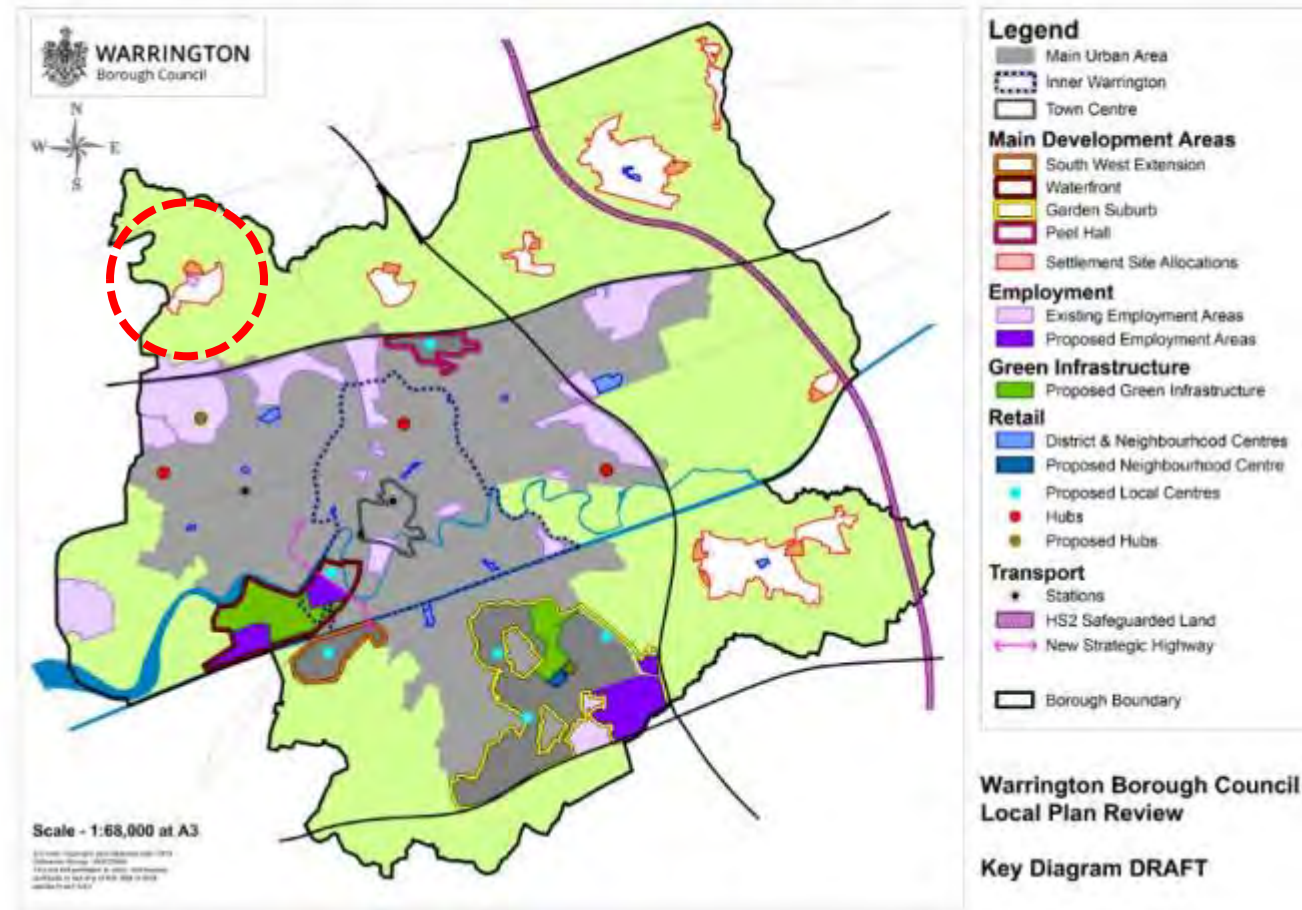 WARRINGTON
Borough Council
N
W E
S
Scale - 1:68,000 at A3
Legend
Main Urban Area
Inner Warrington
Town Centre
Main Development Areas
South West Extension
Waterfront
Garden Suburb
Peel Hall
Settlement Site Allocations
Employment
Existing Employment Areas
Proposed Employment Areas
Green Infrastructure
Proposed Green Infrastructure
Retail
District & Neighbourhood Centres
Proposed Neighbourhood Centre
Proposed Local Centres
Hubs
Proposed Hubs
Transport
Stations
HS2 Safeguarded Land
New Strategic Highway
Borough Boundary
Warrington Borough Council
Local Plan Review
Key Diagram DRAFT